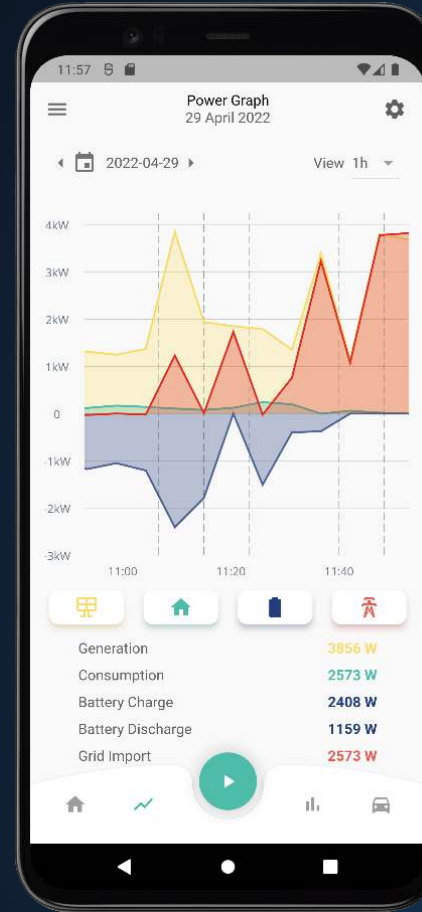 11:57
Power Graph
29 April 2022
2022-04-29
View 1h
4kW
3kW
2kW
1kW
0
-1kW
-2kW
-3kW
11:00 11:20 11:40
Generation 3856 W
Consumption 2573 W
Battery Charge 2408 W
Battery Discharge 1159 W
Grid Import 2573 W